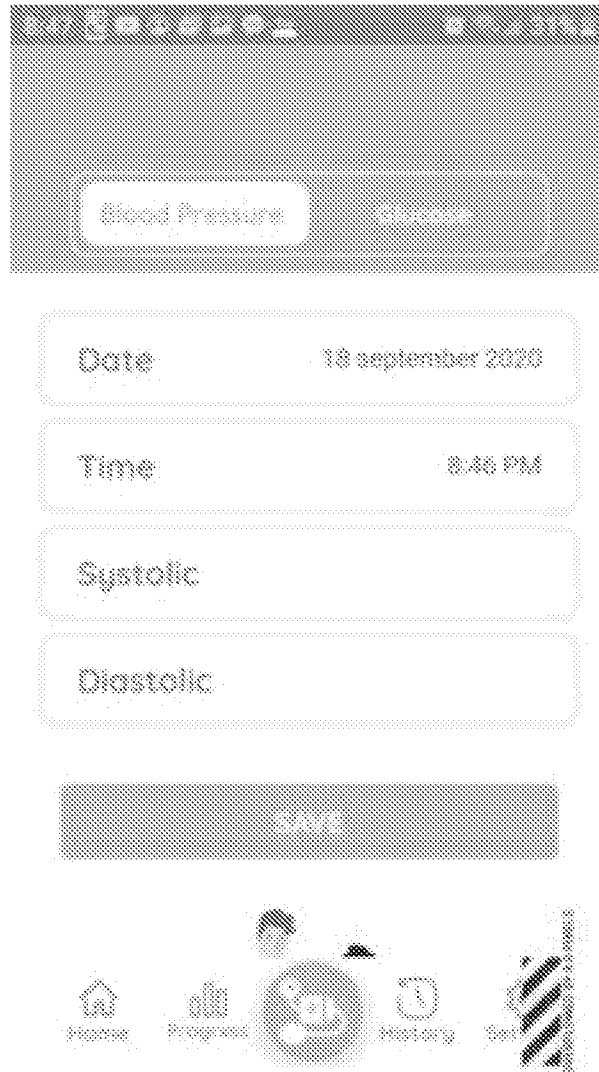 Blood Pressure Glucose
Date 18 september 2020
Time 8:46 PM
Systolic
Diastolic
SAVE
Home Progress History